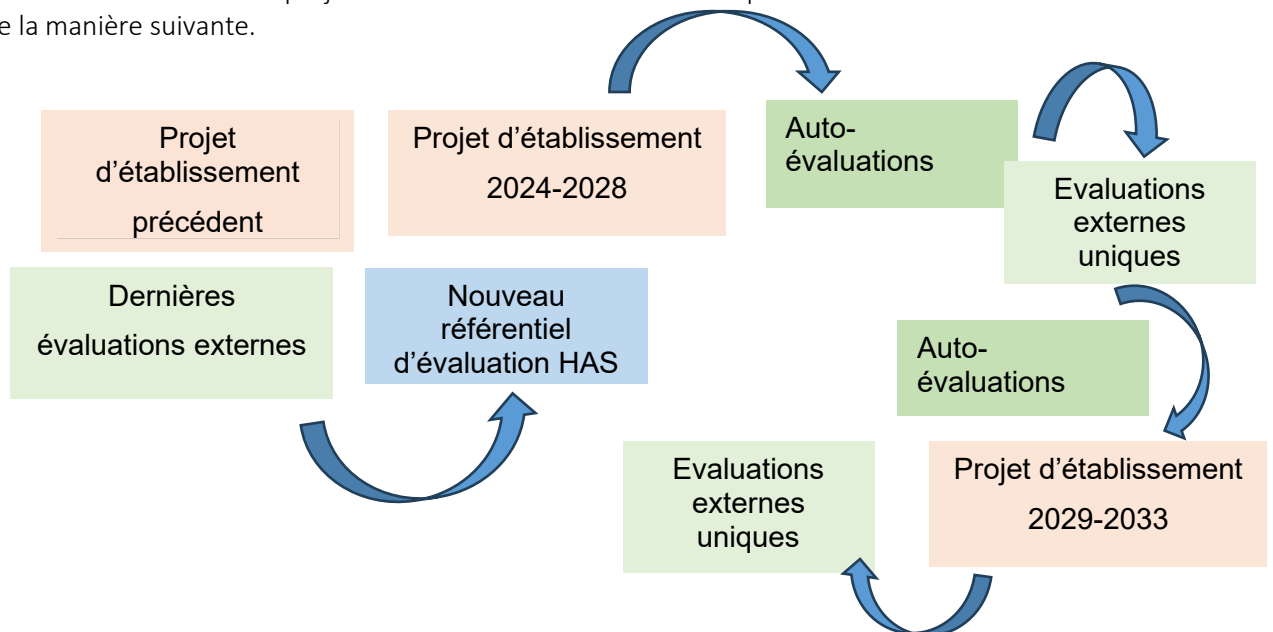 e la manière suivante.
Projet
d'établissement
précédent
Projet d'établissement
2024-2028
Auto-
évaluations
Evaluations
externes
uniques
Dernières
évaluations externes
Nouveau
référentiel
d'évaluation HAS
Auto-
évaluations
Evaluations
externes
uniques
Projet d'établissement
2029-2033